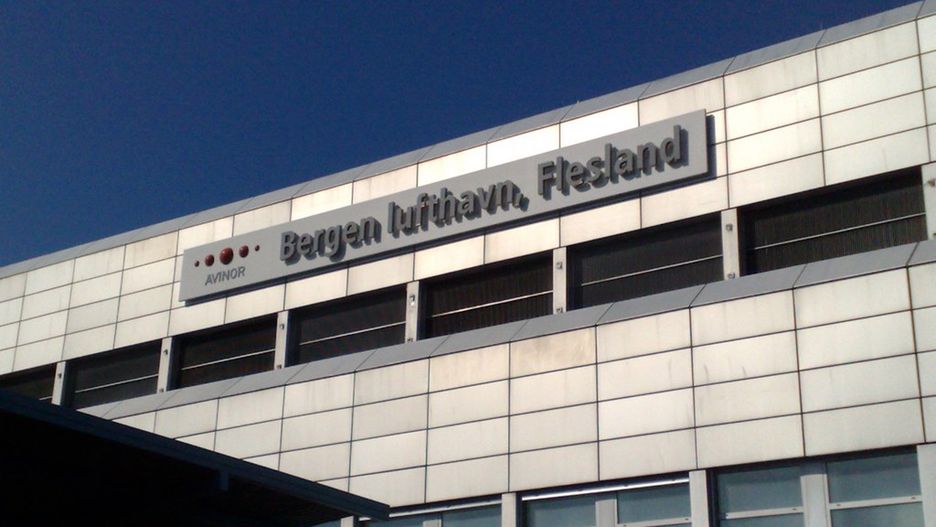 Bergen lufthavn, Flesland
AVINOR